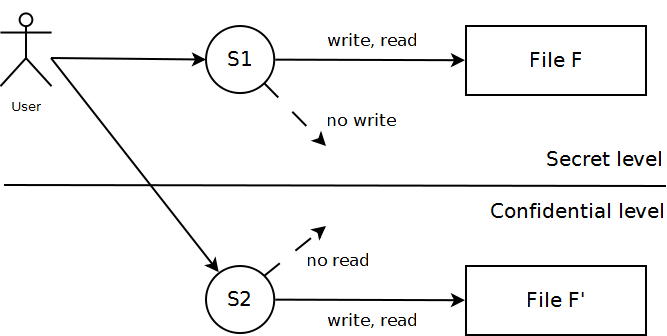 write, read
S1
File F
User
no write
Secret level
Confidential level
no read
S2
File F'
write, read